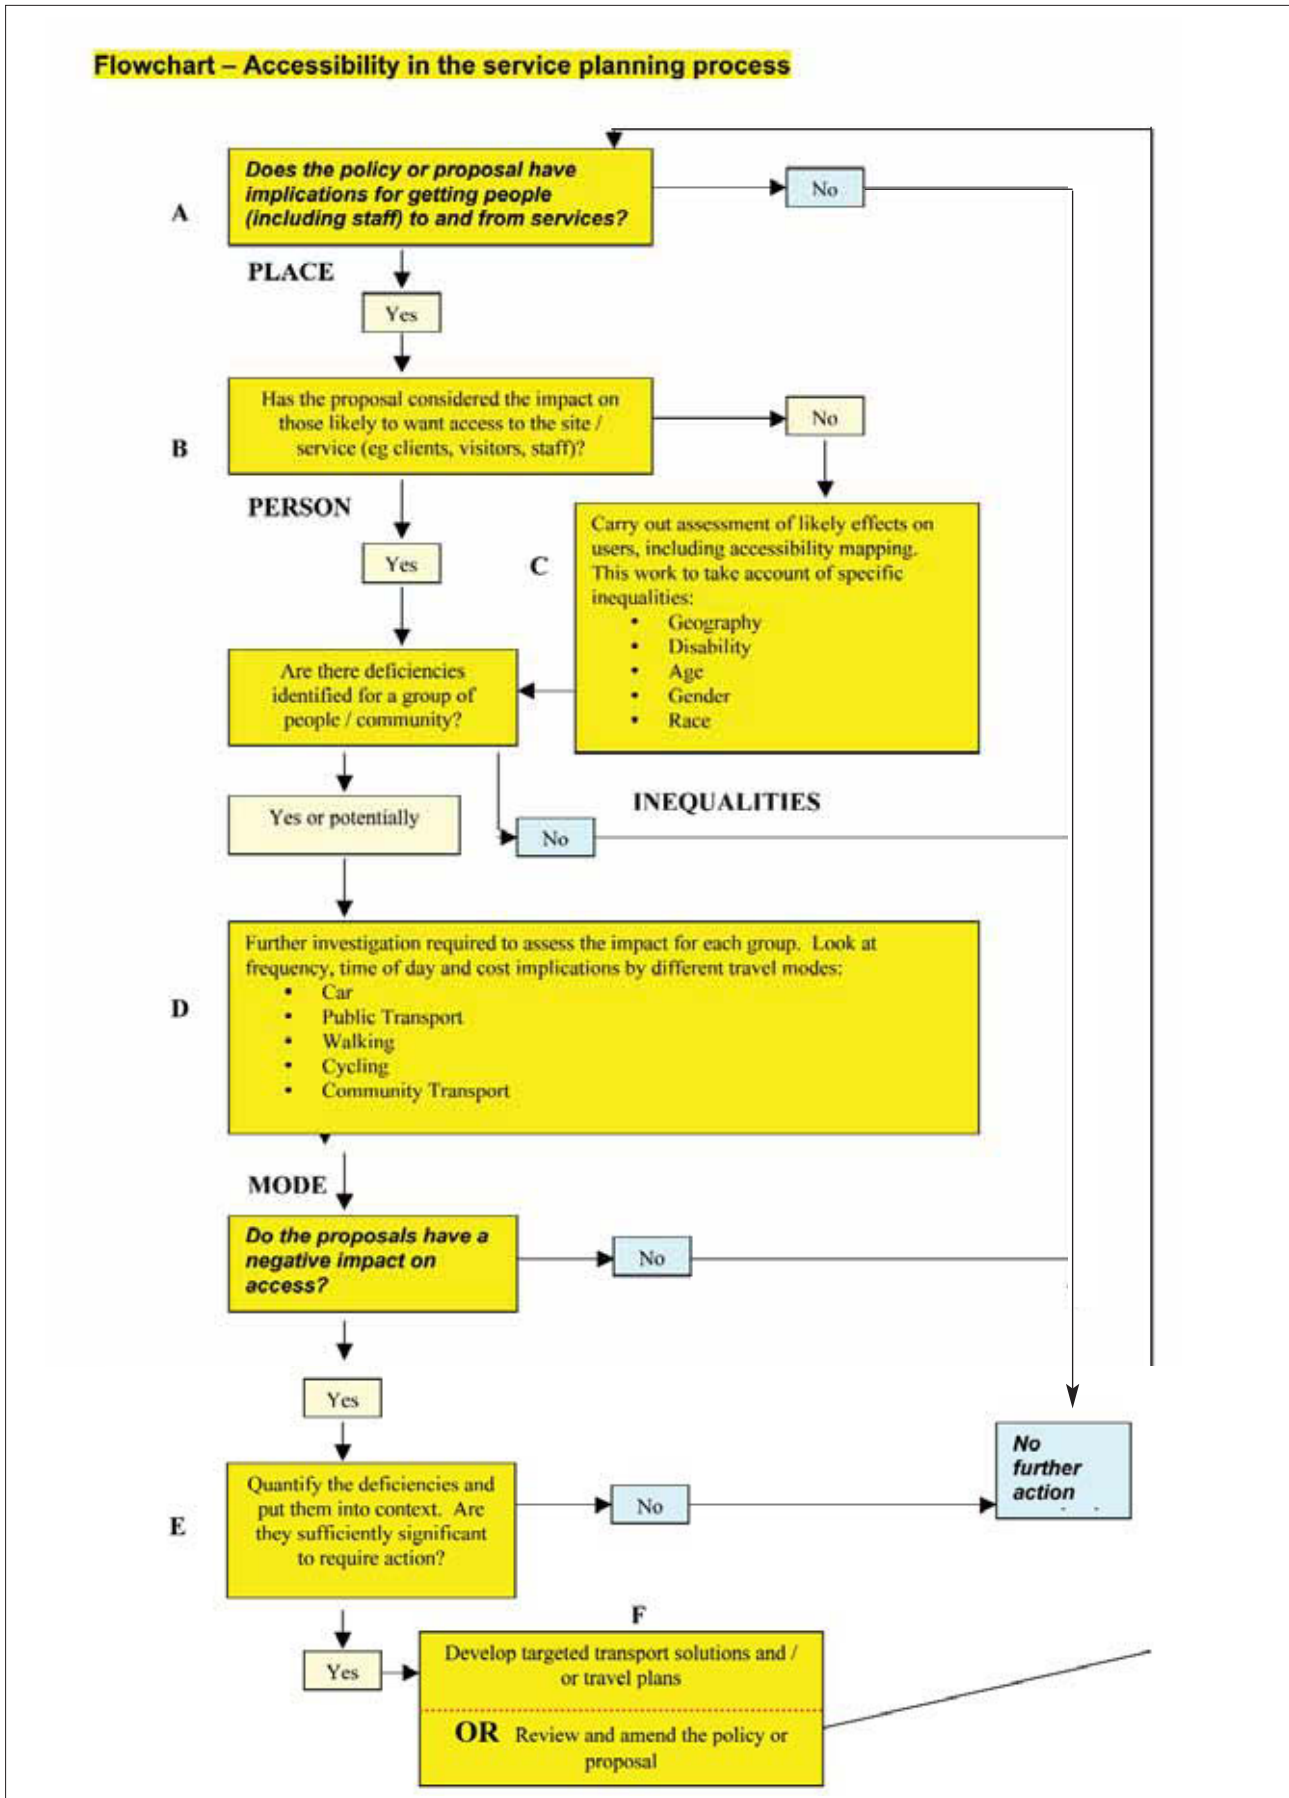 Flowchart – Accessibility in the service planning process
A
Does the policy or proposal have
implications for getting people
(including staff) to and from services?
No
PLACE
Yes
B
Has the proposal considered the impact on
those likely to want access to the site /
service (eg clients, visitors, staff)?
No
PERSON
Yes
C
Carry out assessment of likely effects on
users, including accessibility mapping.
This work to take account of specific
inequalities:
• Geography
• Disability
• Age
• Gender
• Race
Are there deficiencies
identified for a group of
people / community?
Yes or potentially
INEQUALITIES
No
D
Further investigation required to assess the impact for each group. Look at
frequency, time of day and cost implications by different travel modes:
• Car
• Public Transport
• Walking
• Cycling
• Community Transport
MODE
Do the proposals have a
negative impact on
access?
No
Yes
E
Quantify the deficiencies and
put them into context. Are
they sufficiently significant
to require action?
No
No
further
action
Yes
F
Develop targeted transport solutions and /
or travel plans
OR Review and amend the policy or
proposal